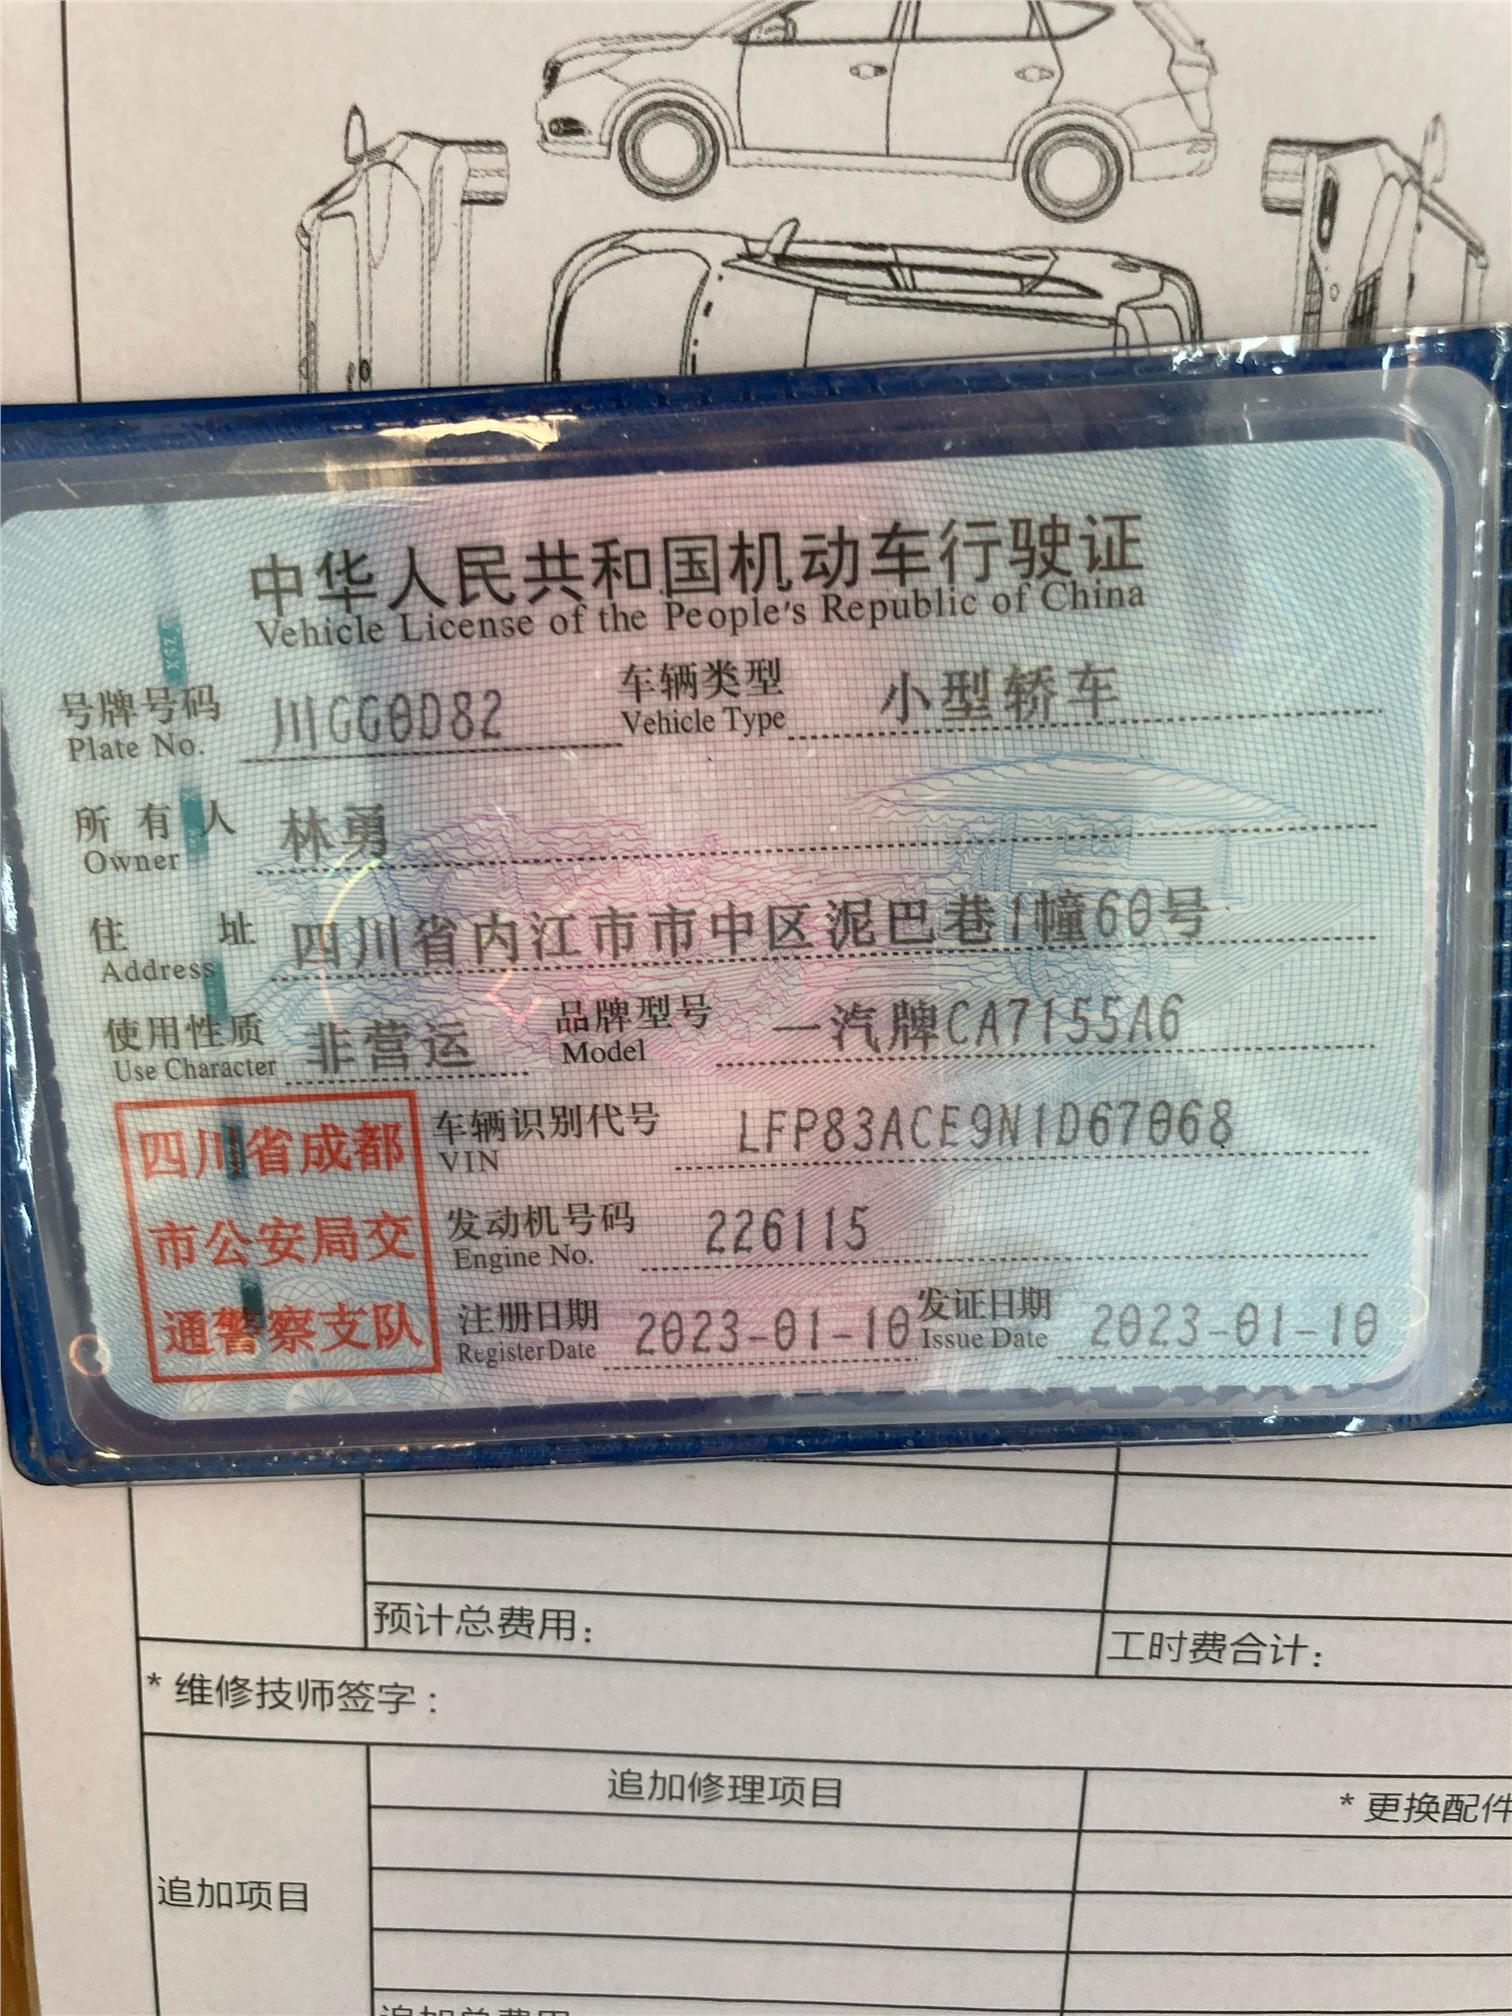 中华人民共和国机动车行驶证
Vehicle License of the People's Republic of China
号牌号码 川GG0D82 车辆类型 小型轿车
Plate No. Vehicle Type
所有人 林勇
Owner
住址 四川省内江市市中区泥巴巷1幢60号
Address
使用性质 非营运 品牌型号 一汽牌CA7155A6
Use Character Model
四川省成都
市公安局交
通警察支队
车辆识别代号 LFP83ACE9N1D67068
VIN
发动机号码 226115
Engine No.
注册日期 2023-01-10 发证日期 2023-01-10
Register Date Issue Date
预计总费用：
工时费合计：
* 维修技师签字：
追加修理项目
* 更换配件
追加项目
追加总费用